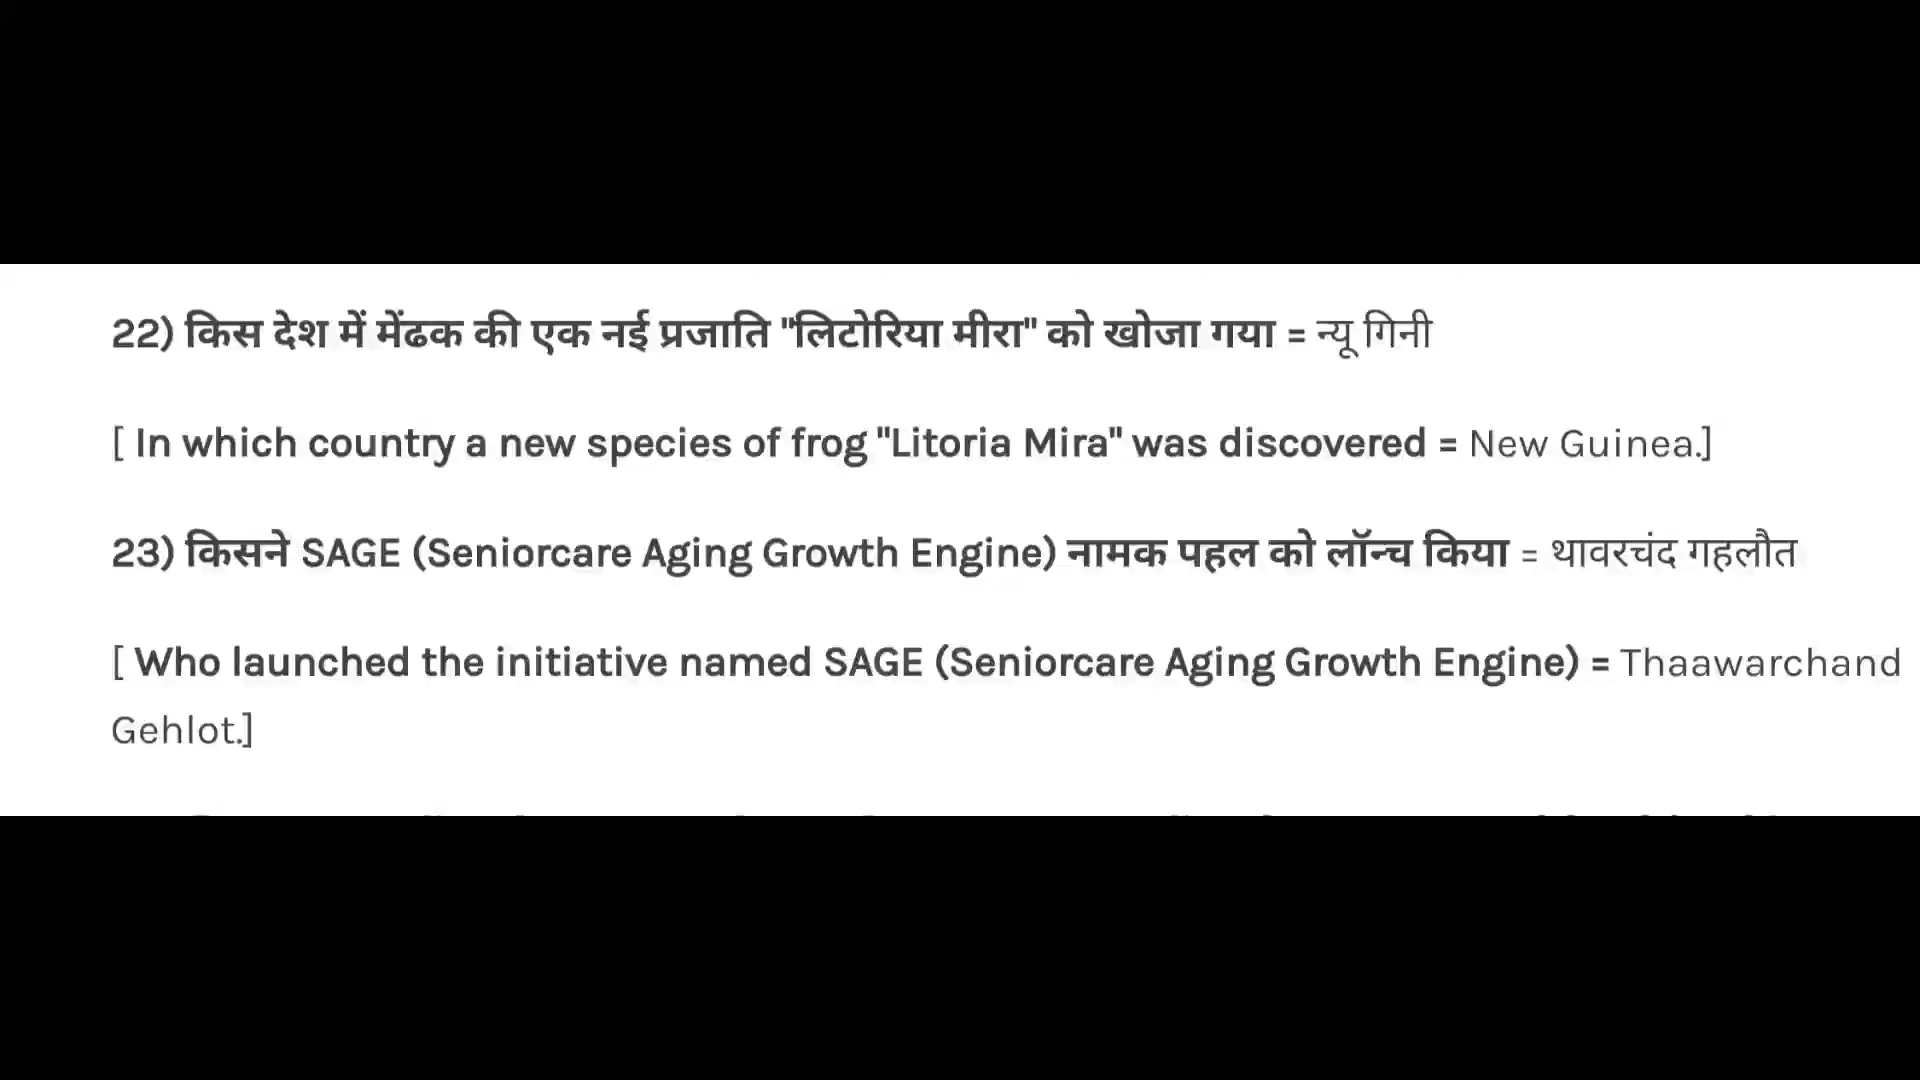 22) किस देश में मेंढक की एक नई प्रजाति "लिटोरिया मीरा" को खोजा गया = न्यू गिनी
[ In which country a new species of frog "Litoria Mira" was discovered = New Guinea.]
23) किसने SAGE (Seniorcare Aging Growth Engine) नामक पहल को लॉन्च किया = थावरचंद गहलौत
[ Who launched the initiative named SAGE (Seniorcare Aging Growth Engine) = Thaawarchand
Gehlot.]